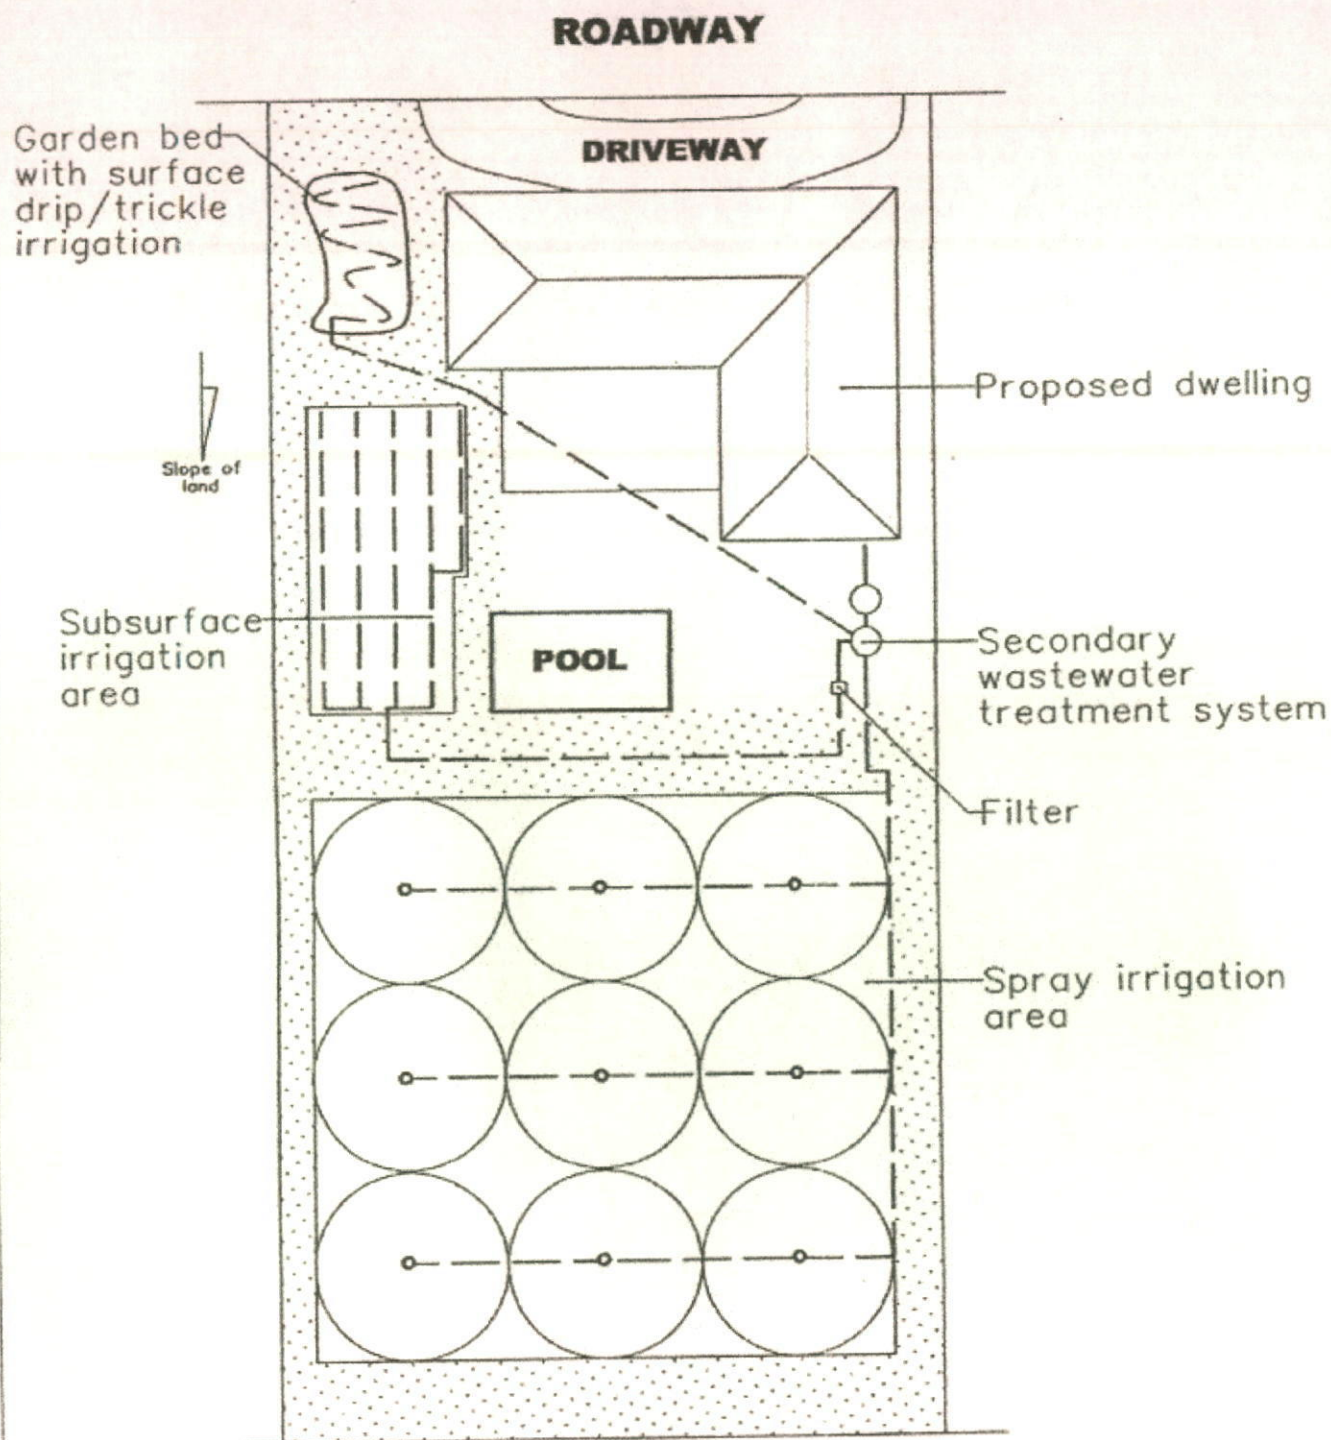 ROADWAY
DRIVEWAY
Garden bed
with surface
drip/trickle
irrigation
Proposed dwelling
Slope of
land
Subsurface
irrigation
area
POOL
Secondary
wastewater
treatment system
Filter
Spray irrigation
area